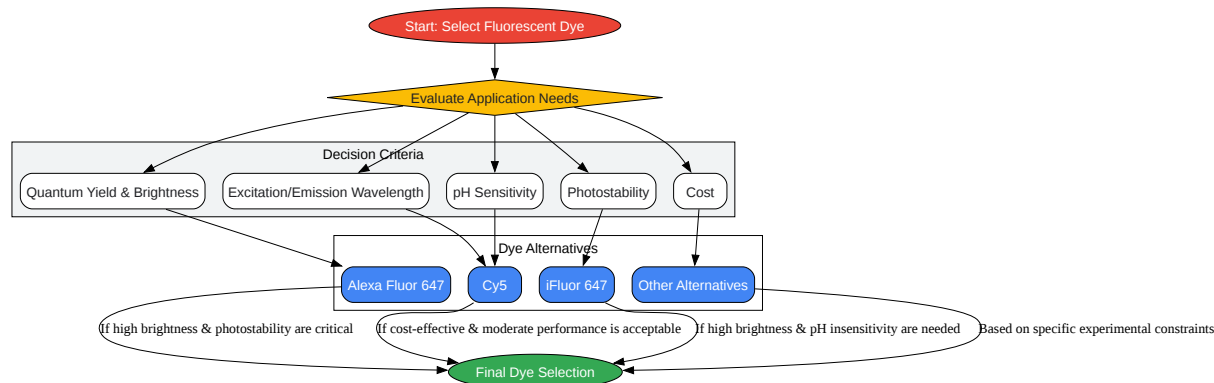 Start: Select Fluorescent Dye
Evaluate Application Needs
Decision Criteria
Quantum Yield & Brightness
Excitation/Emission Wavelength
pH Sensitivity
Photostability
Cost
Dye Alternatives
Alexa Fluor 647
Cy5
iFluor 647
Other Alternatives
If high brightness & photostability are critical
If cost-effective & moderate performance is acceptable
If high brightness & pH insensitivity are needed
Based on specific experimental constraints
Final Dye Selection